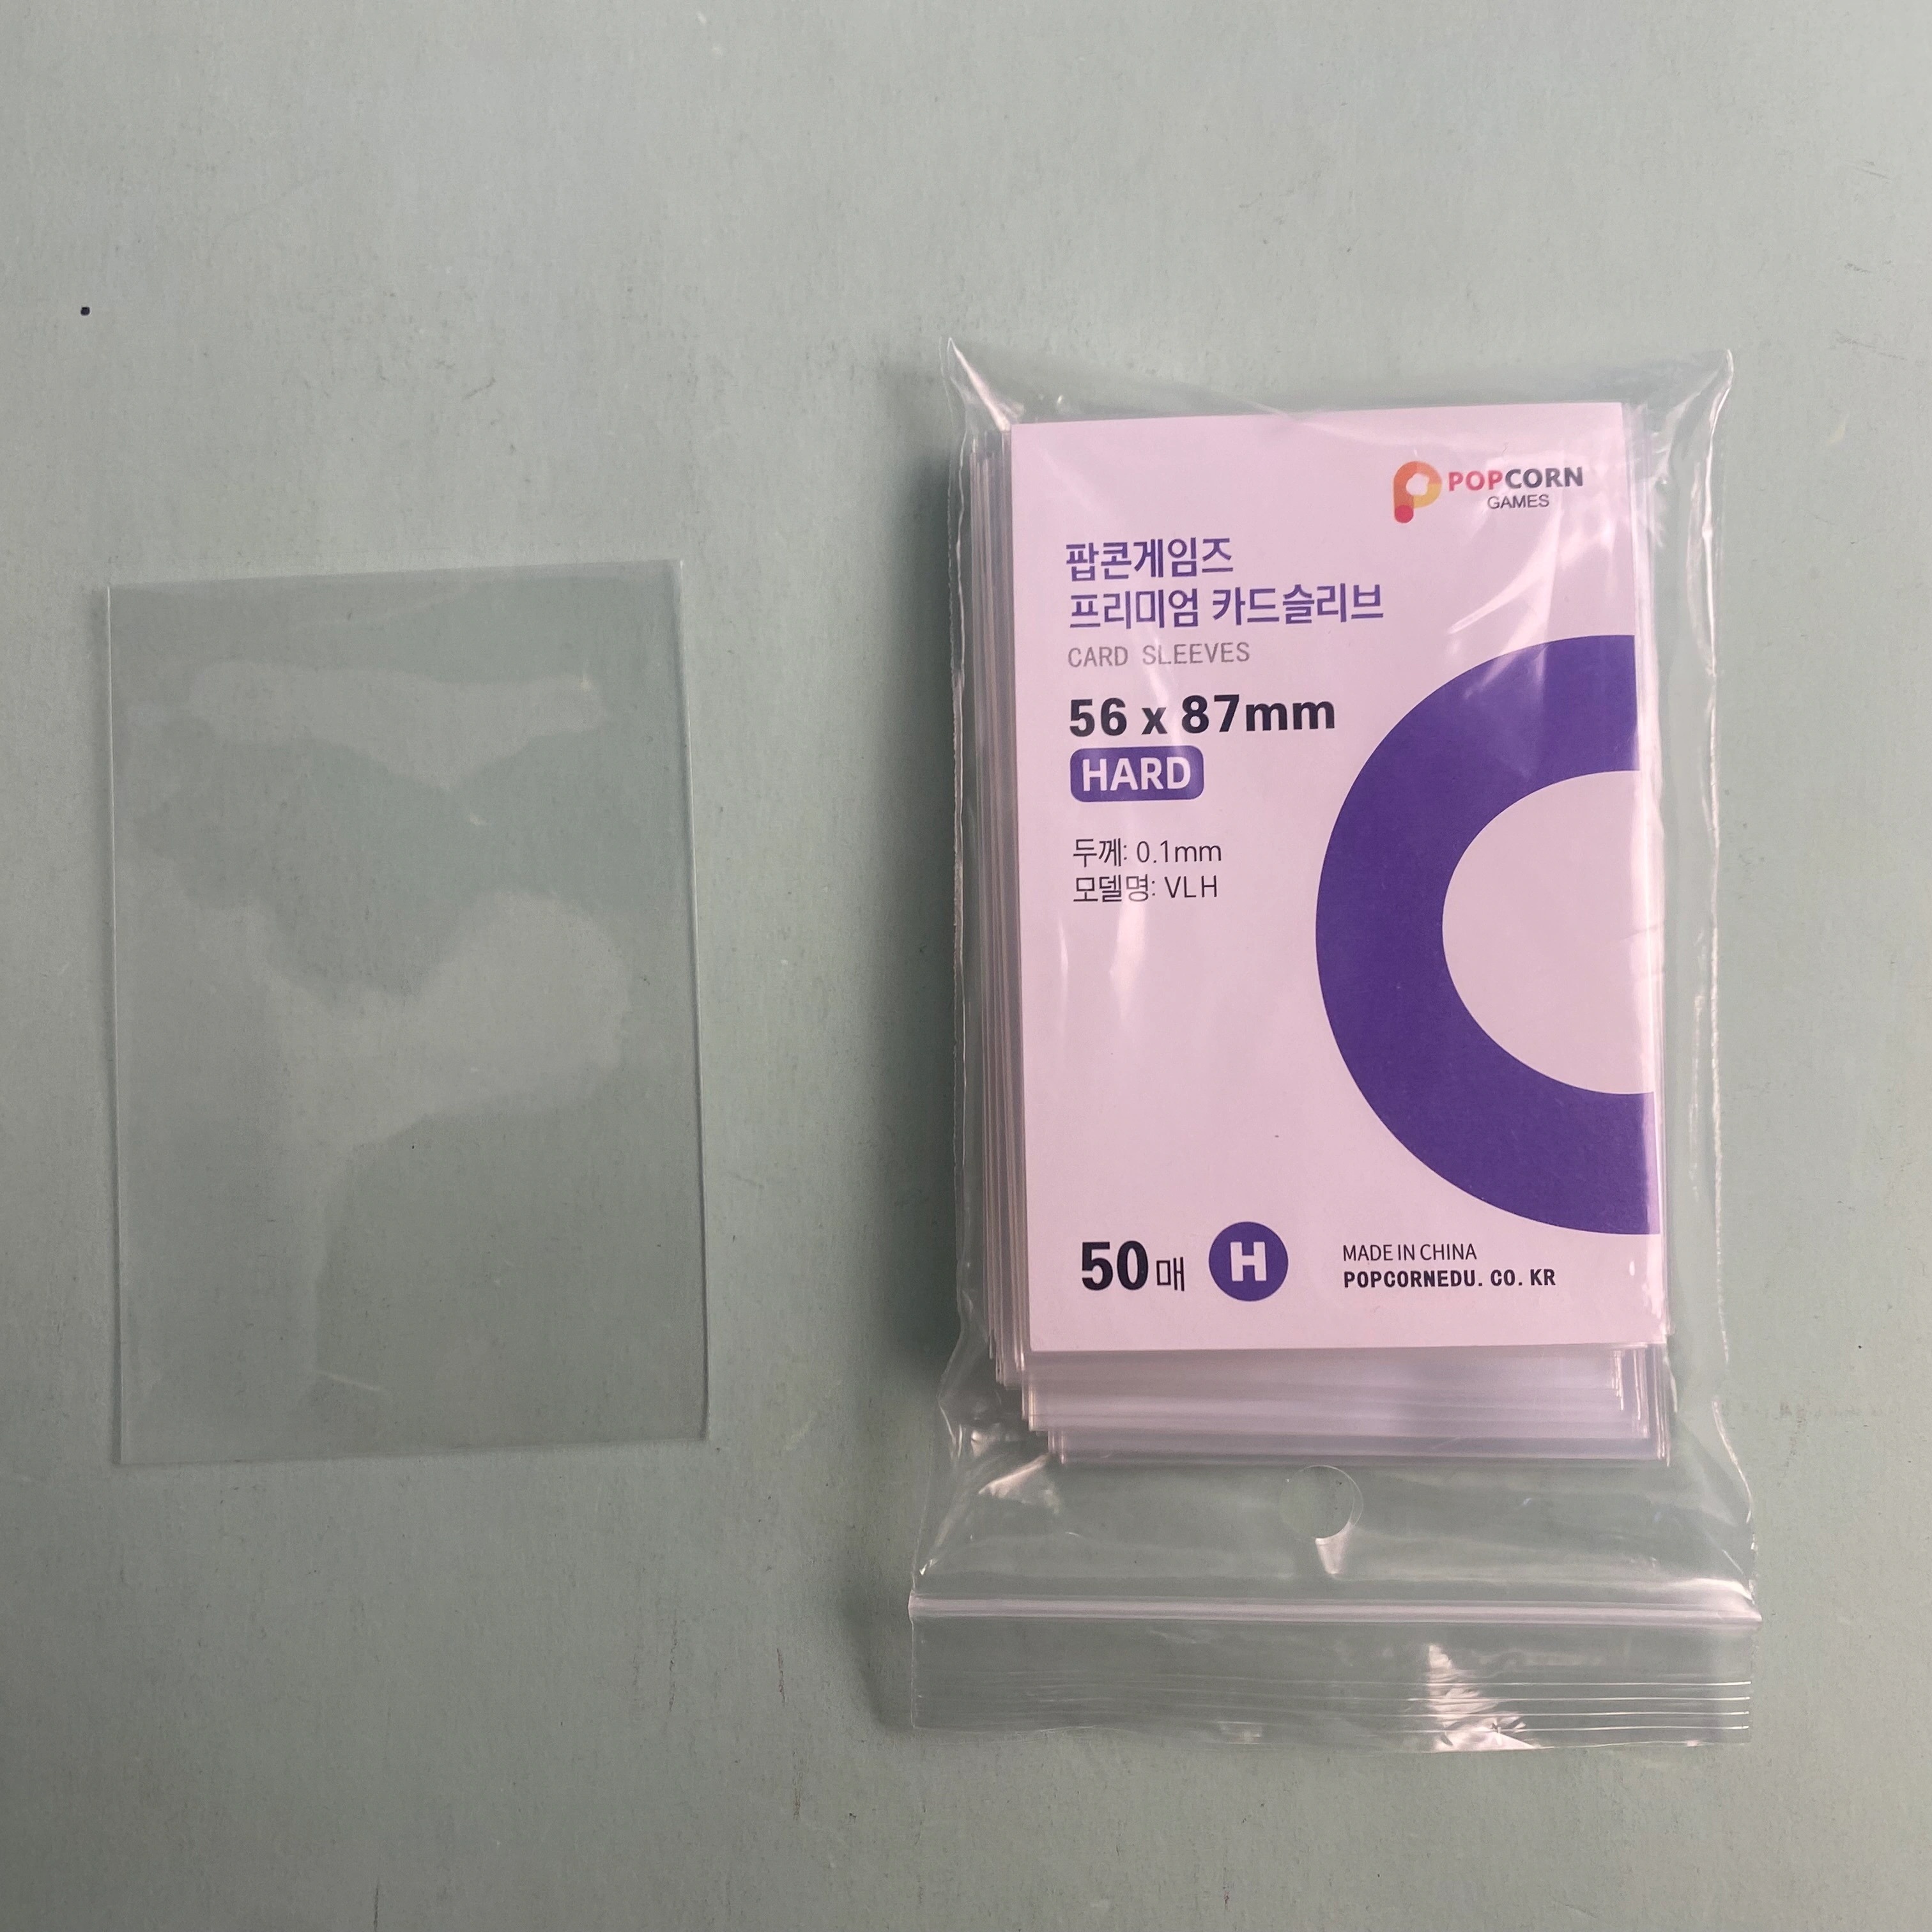 POPCORN
GAMES
팝콘게임즈
프리미엄 카드슬리브
CARD SLEEVES
56 x 87mm
HARD
두께: 0.1mm
모델명: VLH
50매
H
MADE IN CHINA
POPCORNEDU.CO.KR